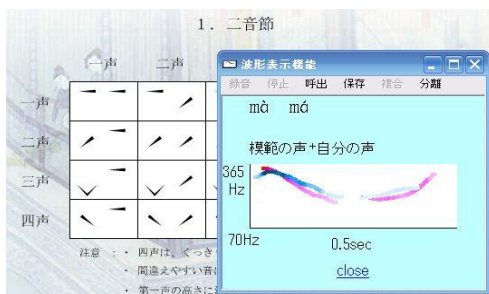 1. 二音節
一声 二声
一声
二声
三声
四声
注意 : ・ 四声は、くっき
・ 間違えやすい音
・ 第一声の高さに
波形表示機能
録音 停止 呼出 保存 複合 分離
mà má
模範の声+自分の声
365
Hz
70HZ
0.5sec
close